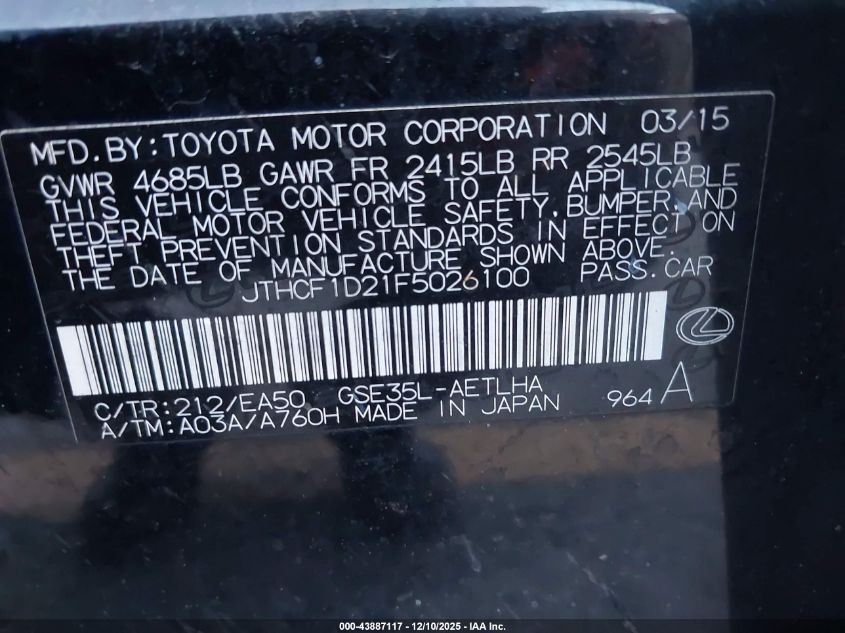 MFD.BY:TOYOTA MOTOR CORPORATION 03/15
GVWR 4685LB GAWR FR 2415LB RR 2545LB
THIS VEHICLE CONFORMS TO ALL APPLICABLE
FEDERAL MOTOR VEHICLE SAFETY,BUMPER,AND
THEFT PREVENTION STANDARDS IN EFFECT ON
THE DATE OF MANUFACTURE SHOWN ABOVE.
JTHCF1D21F5026100 PASS.CAR
C/TR:212/EA50 GSE35L-AETLHA
A/TM:A03A/A760H MADE IN JAPAN 964 A
000-43887117 - 12/10/2025 - IAA Inc.